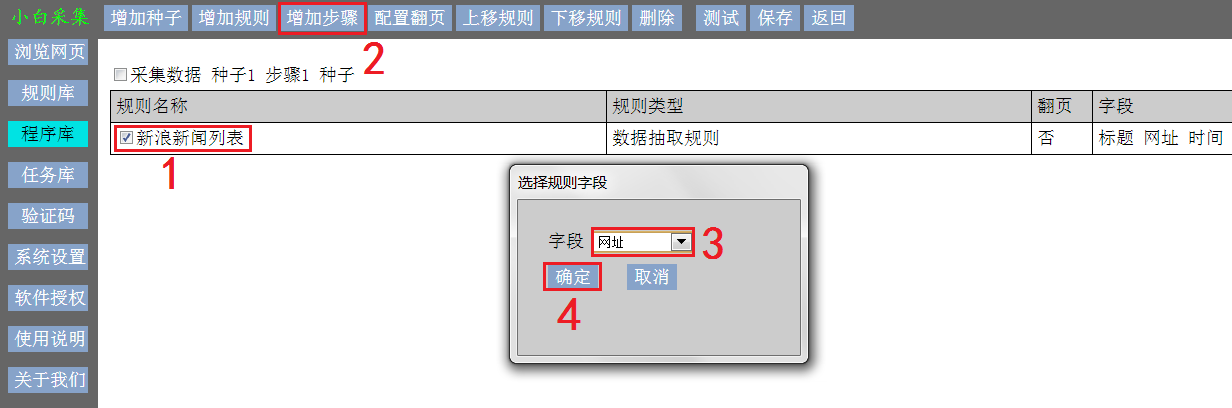 小白采集 增加种子 增加规则 增加步骤 配置翻页 上移规则 下移规则 删除 测试 保存 返回
2
浏览网页
采集数据 种子1 步骤1 种子
规则库
规则名称 规则类型 翻页 字段
程序库
新浪新闻列表 数据抽取规则 否 标题 网址 时间
1
任务库
选择规则字段
验证码
字段 网址 3
系统设置
确定 取消
软件授权
4
使用说明
关于我们